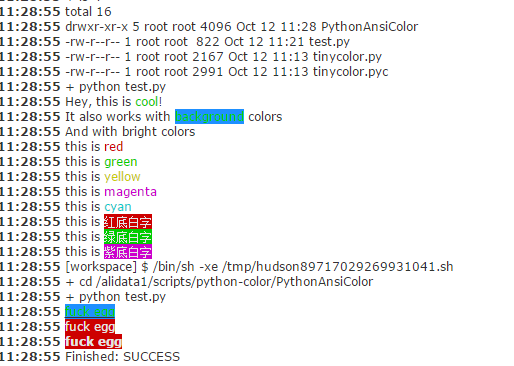 11:28:55 total 16
11:28:55 drwxr-xr-x 5 root root 4096 Oct 12 11:28 PythonAnsiColor
11:28:55 -rw-r--r-- 1 root root  822 Oct 12 11:21 test.py
11:28:55 -rw-r--r-- 1 root root 2167 Oct 12 11:13 tinycolor.py
11:28:55 -rw-r--r-- 1 root root 2991 Oct 12 11:13 tinycolor.pyc
11:28:55 + python test.py
11:28:55 Hey, this is cool!
11:28:55 It also works with background colors
11:28:55 And with bright colors
11:28:55 this is red
11:28:55 this is green
11:28:55 this is yellow
11:28:55 this is magenta
11:28:55 this is cyan
11:28:55 this is 红底白字
11:28:55 this is 绿底白字
11:28:55 this is 紫底白字
11:28:55 [workspace] $ /bin/sh -xe /tmp/hudson89717029269931041.sh
11:28:55 + cd /alidata1/scripts/python-color/PythonAnsiColor
11:28:55 + python test.py
11:28:55 fuck egg
11:28:55 fuck egg
11:28:55 fuck egg
11:28:55 Finished: SUCCESS